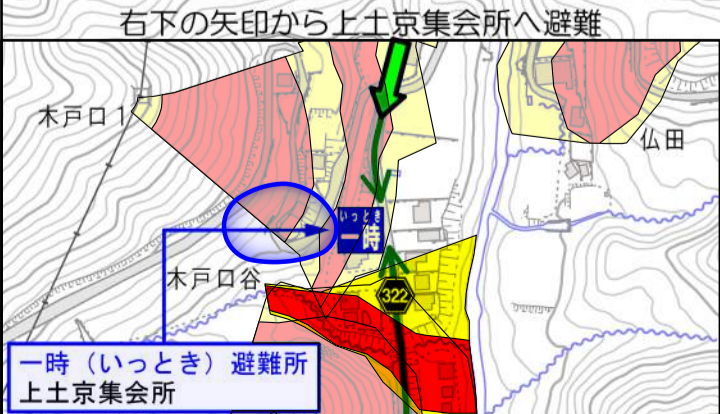 右下の矢印から上土京集会所へ避難
木戸口1
仏田
いっとき
一時
木戸口谷
322
一時（いっとき）避難所
上土京集会所